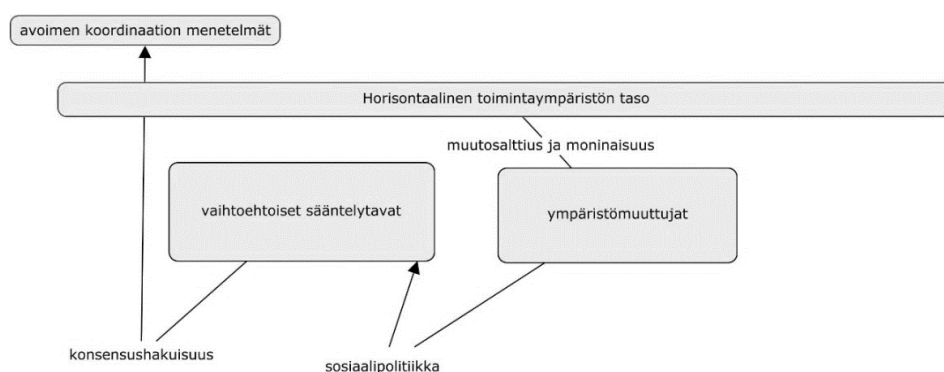 avoimen koordinaation menetelmät
Horisontaalinen toimintaympäristön taso
muutosalttius ja moninaisuus
vaihtoehtoiset sääntelytavat
ympäristömuuttujat
konsensushakuisuus
sosiaalipolitiikka